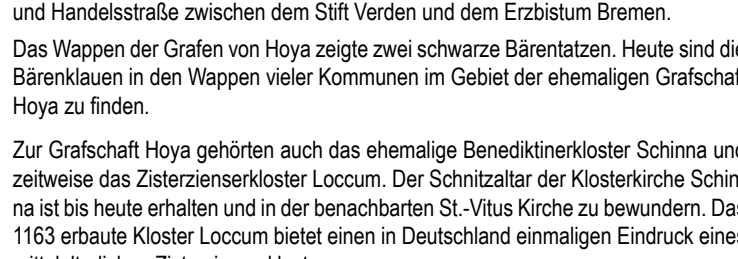 und Handelsstraße zwischen dem Stift Verden und dem Erzbistum Bremen.
Das Wappen der Grafen von Hoya zeigte zwei schwarze Bärentatzen. Heute sind die
Bärenklauen in den Wappen vieler Kommunen im Gebiet der ehemaligen Grafschaf
Hoya zu finden.
Zur Grafschaft Hoya gehörten auch das ehemalige Benediktinerkloster Schinna und
zeitweise das Zisterzienserkloster Loccum. Der Schnitzaltar der Klosterkirche Schin
na ist bis heute erhalten und in der benachbarten St.-Vitus Kirche zu bewundern. Das
1163 erbaute Kloster Loccum bietet einen in Deutschland einmaligen Eindruck eines